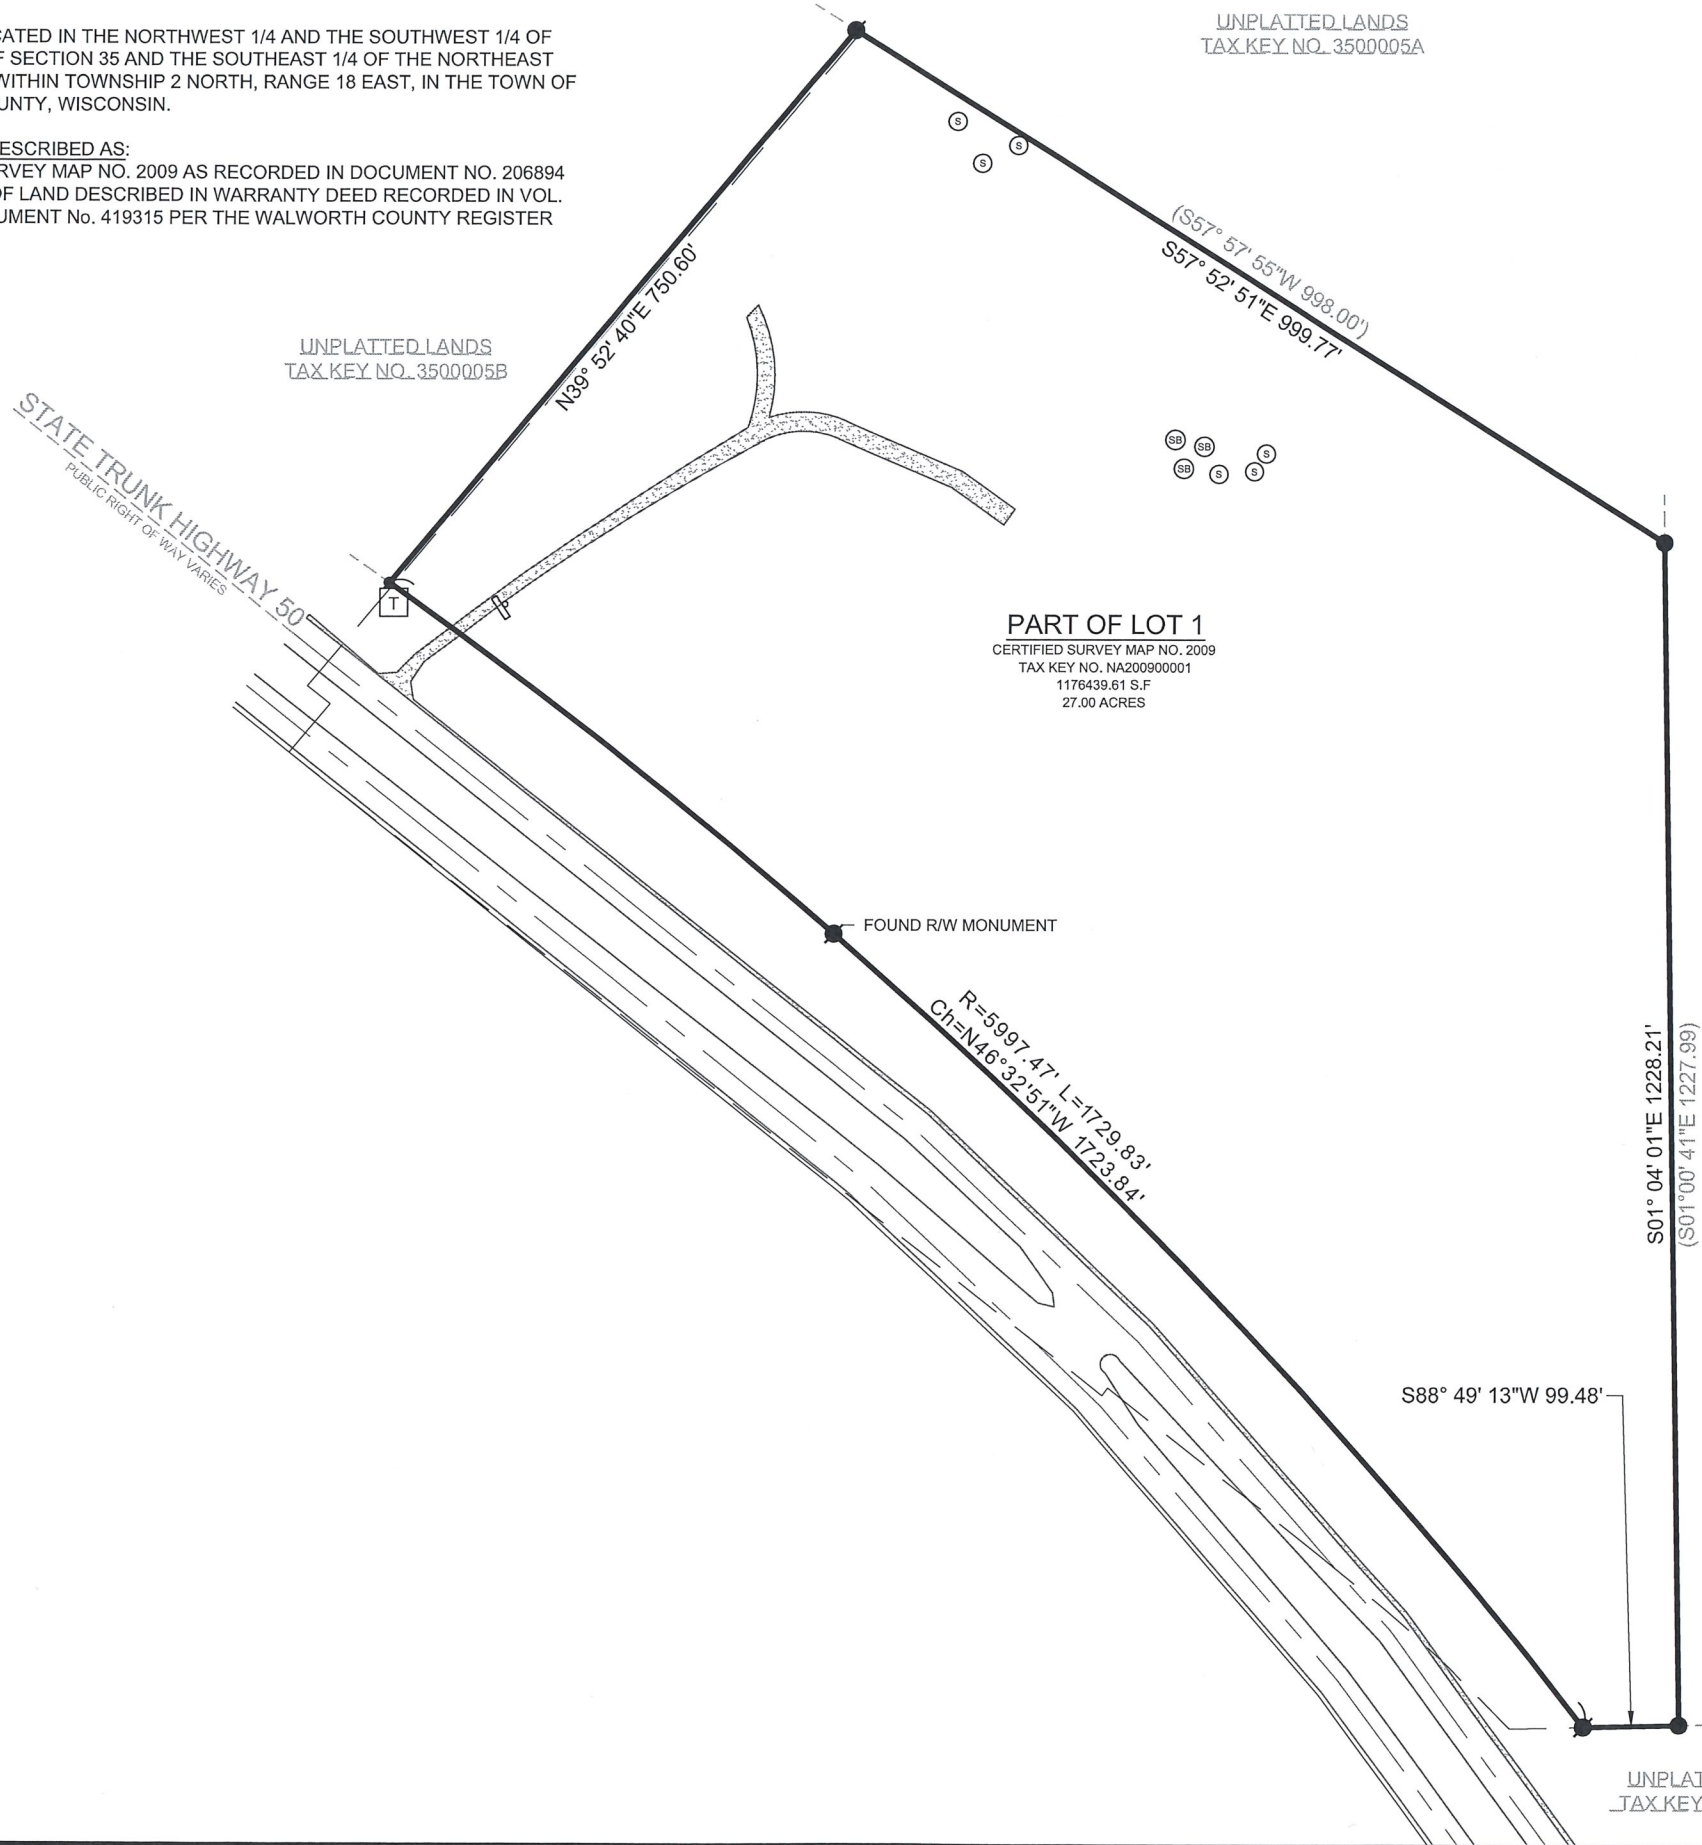 CATED IN THE NORTHWEST 1/4 AND THE SOUTHWEST 1/4 OF
F SECTION 35 AND THE SOUTHEAST 1/4 OF THE NORTHEAST
WITHIN TOWNSHIP 2 NORTH, RANGE 18 EAST, IN THE TOWN OF
UNTY, WISCONSIN.
ESCRIBED AS:
RVEY MAP NO. 2009 AS RECORDED IN DOCUMENT NO. 206894
OF LAND DESCRIBED IN WARRANTY DEED RECORDED IN VOL.
UMENT No. 419315 PER THE WALWORTH COUNTY REGISTER
UNPLATTED LANDS
TAX KEY NO. 3500005A
S
S
S
(S57° 57' 55"W 998.00')
S57° 52' 51"E 999.77'
N39° 52' 40"E 750.60'
UNPLATTED LANDS
TAX KEY NO. 3500005B
STATE TRUNK HIGHWAY 50
PUBLIC RIGHT OF WAY VARIES
SB
SB
S
SB
S
S
T
PART OF LOT 1
CERTIFIED SURVEY MAP NO. 2009
TAX KEY NO. NA200900001
1176439.61 S.F
27.00 ACRES
FOUND R/W MONUMENT
R=5997.47' L=1729.83'
Ch=N46°32'51"W 1723.84'
S01° 04' 01"E 1228.21'
(S01°00' 41"E 1227.99)
S88° 49' 13"W 99.48'
UNPLAT
TAX KEY